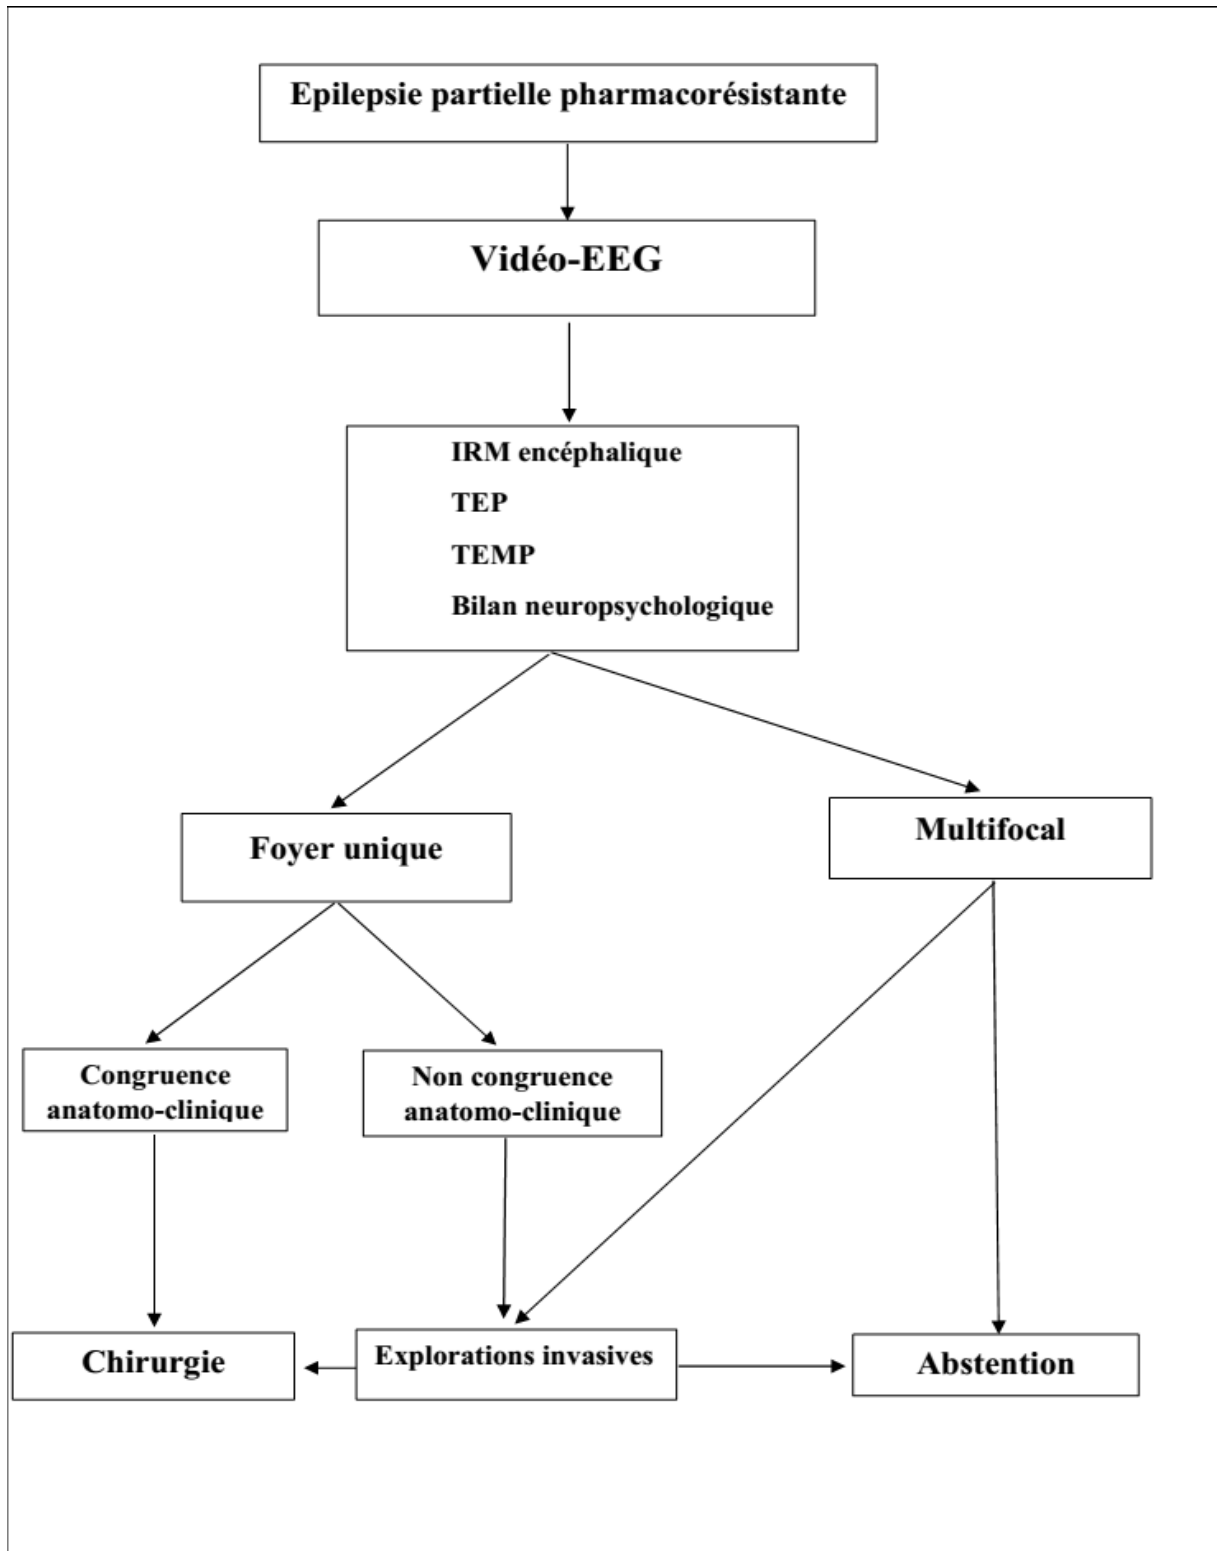 Epilepsie partielle pharmacorésistante
Vidéo-EEG
IRM encéphalique
TEP
TEMP
Bilan neuropsychologique
Foyer unique
Multifocal
Congruence
anatomo-clinique
Non congruence
anatomo-clinique
Chirurgie
Explorations invasives
Abstention